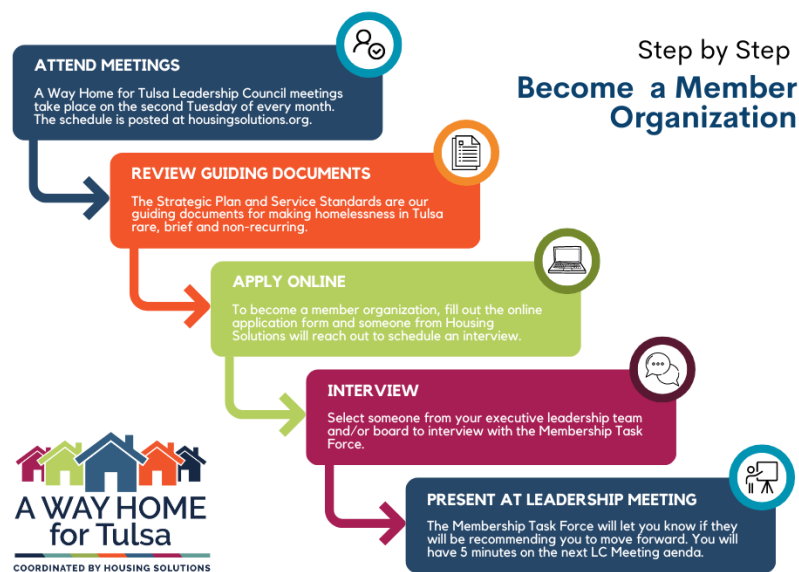 Step by Step
Become a Member
Organization
ATTEND MEETINGS
A Way Home for Tulsa Leadership Council meetings
take place on the second Tuesday of every month.
The schedule is posted at housingsolutions.org.
REVIEW GUIDING DOCUMENTS
The Strategic Plan and Service Standards are our
guiding documents for making homelessness in Tulsa
rare, brief and non-recurring.
APPLY ONLINE
To become a member organization, fill out the online
application form and someone from Housing
Solutions will reach out to schedule an interview.
INTERVIEW
Select someone from your executive leadership team
and/or board to interview with the Membership Task
Force.
PRESENT AT LEADERSHIP MEETING
The Membership Task Force will let you know if they
will be recommending you to move forward. You will
have 5 minutes on the next LC Meeting aenda.
A WAY HOME
for Tulsa
COORDINATED BY HOUSING SOLUTIONS